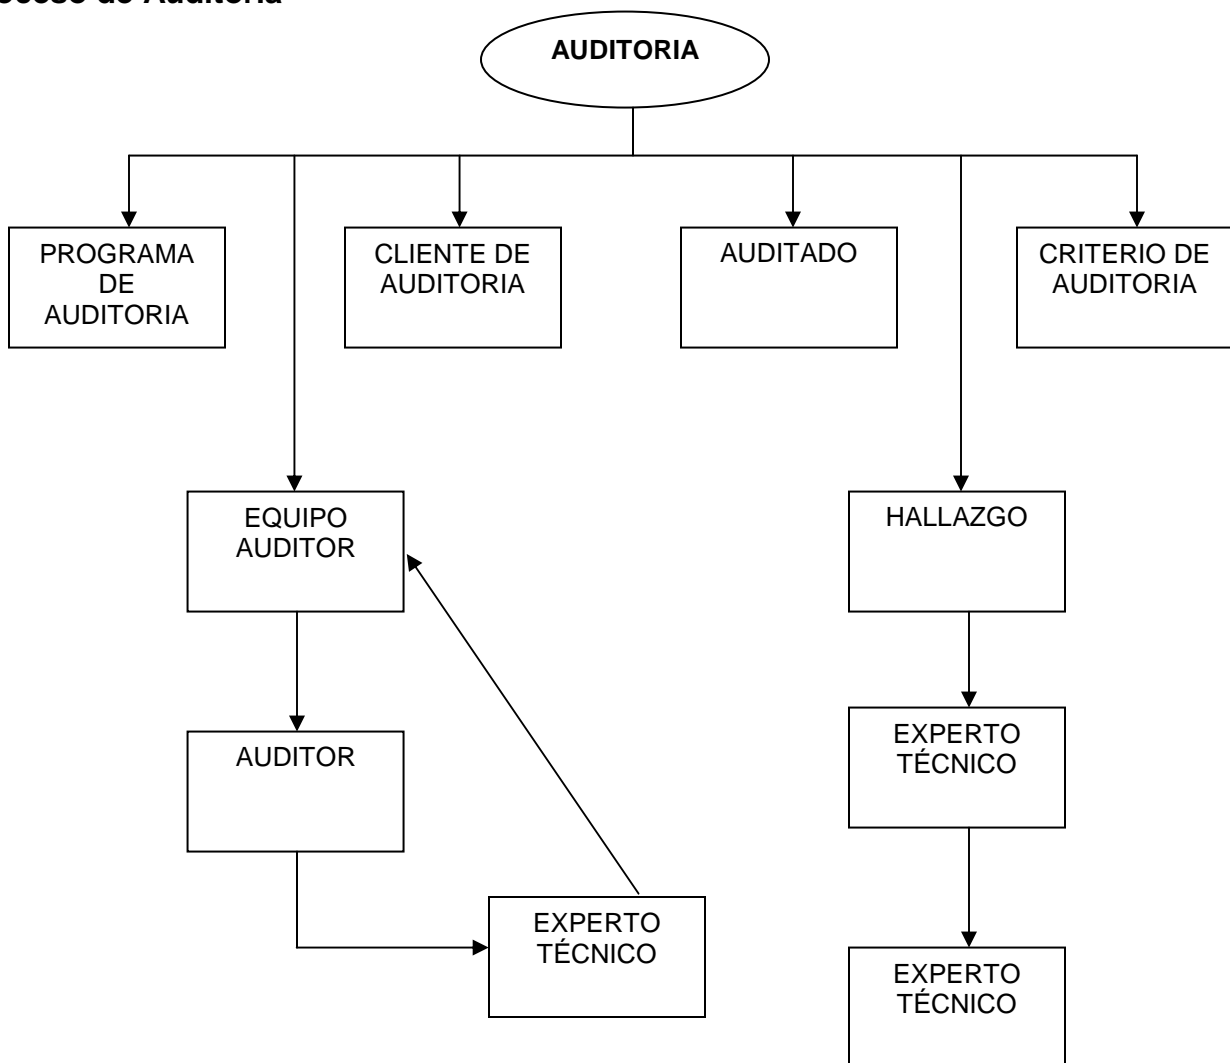 de Auditoria
AUDITORIA
PROGRAMA
DE
AUDITORIA
CLIENTE DE
AUDITORIA
AUDITADO
CRITERIO DE
AUDITORIA
EQUIPO
AUDITOR
HALLAZGO
AUDITOR
EXPERTO
TÉCNICO
EXPERTO
TÉCNICO
EXPERTO
TÉCNICO